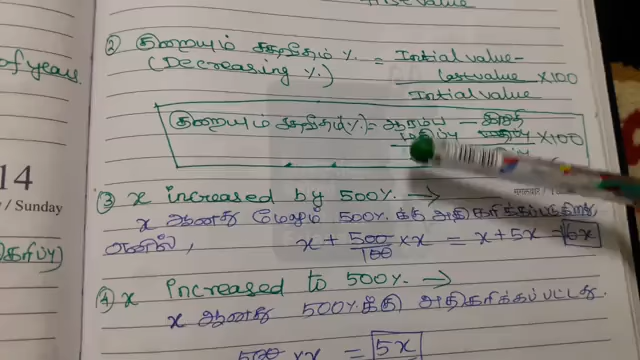 of years.
14
/ Sunday
② குறையும் சதவீதம் %. = Initial value -
(Decreasing %.) Last value × 100
Initial value
குறையும் சதவீதம் (%.) = ஆரம்ப - இறுதி
மதிப்பு × 100
③ x increased by 500%. →
x ஆனது மேலும் 500%. க்கு அதிகரிக்கப்படுகிறது
எனில், x + 500/100 × x = x + 5x = 6x
④ x Increased to 500%. →
x ஆனது 500%க்கு அதிகரிக்கப்பட்டது.
500 × x = 5x